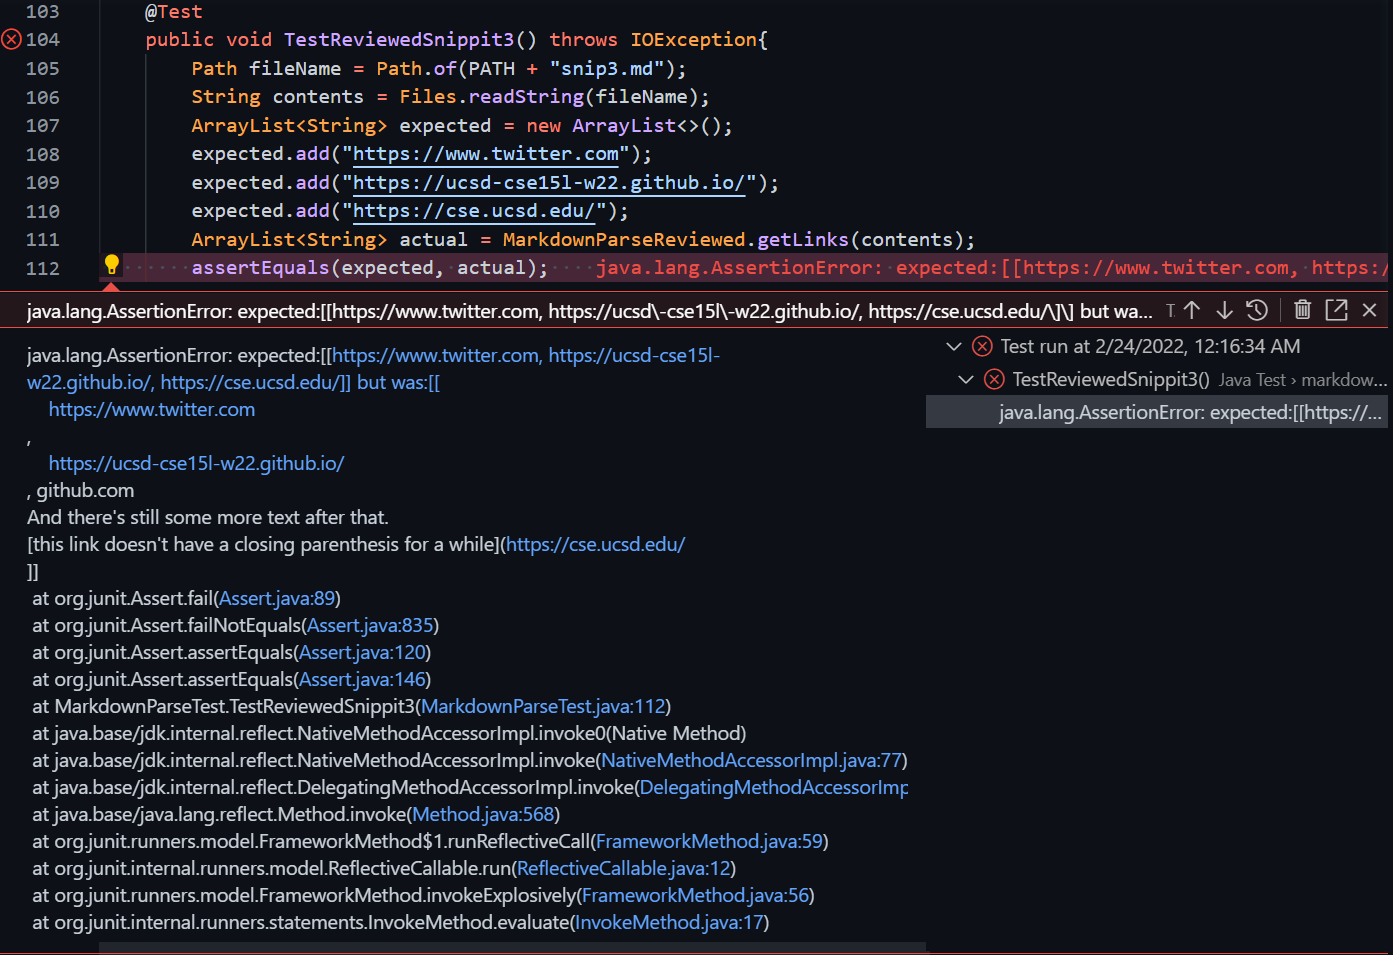 103 @Test
104 public void TestReviewedSnippit3() throws IOException{
105 Path fileName = Path.of(PATH + "snip3.md");
106 String contents = Files.readString(fileName);
107 ArrayList<String> expected = new ArrayList<>();
108 expected.add("https://www.twitter.com");
109 expected.add("https://ucsd-cse15l-w22.github.io/");
110 expected.add("https://cse.ucsd.edu/");
111 ArrayList<String> actual = MarkdownParseReviewed.getLinks(contents);
112 assertEquals(expected, actual); java.lang.AssertionError: expected:[[https://www.twitter.com, https:/
java.lang.AssertionError: expected:[[https://www.twitter.com, https://ucsd\-cse15l\-w22.github.io/, https://cse.ucsd.edu/\]\] but wa... T
java.lang.AssertionError: expected:[[https://www.twitter.com, https://ucsd-cse15l-
w22.github.io/, https://cse.ucsd.edu/]] but was:[[
https://www.twitter.com
,
https://ucsd-cse15l-w22.github.io/
, github.com
And there's still some more text after that.
[this link doesn't have a closing parenthesis for a while](https://cse.ucsd.edu/
]]
at org.junit.Assert.fail(Assert.java:89)
at org.junit.Assert.failNotEquals(Assert.java:835)
at org.junit.Assert.assertEquals(Assert.java:120)
at org.junit.Assert.assertEquals(Assert.java:146)
at MarkdownParseTest.TestReviewedSnippit3(MarkdownParseTest.java:112)
at java.base/jdk.internal.reflect.NativeMethodAccessorImpl.invoke0(Native Method)
at java.base/jdk.internal.reflect.NativeMethodAccessorImpl.invoke(NativeMethodAccessorImpl.java:77)
at java.base/jdk.internal.reflect.DelegatingMethodAccessorImpl.invoke(DelegatingMethodAccessorImp
at java.base/java.lang.reflect.Method.invoke(Method.java:568)
at org.junit.runners.model.FrameworkMethod$1.runReflectiveCall(FrameworkMethod.java:59)
at org.junit.internal.runners.model.ReflectiveCallable.run(ReflectiveCallable.java:12)
at org.junit.runners.model.FrameworkMethod.invokeExplosively(FrameworkMethod.java:56)
at org.junit.internal.runners.statements.InvokeMethod.evaluate(InvokeMethod.java:17)
Test run at 2/24/2022, 12:16:34 AM
TestReviewedSnippit3() Java Test › markdow...
java.lang.AssertionError: expected:[[https://...